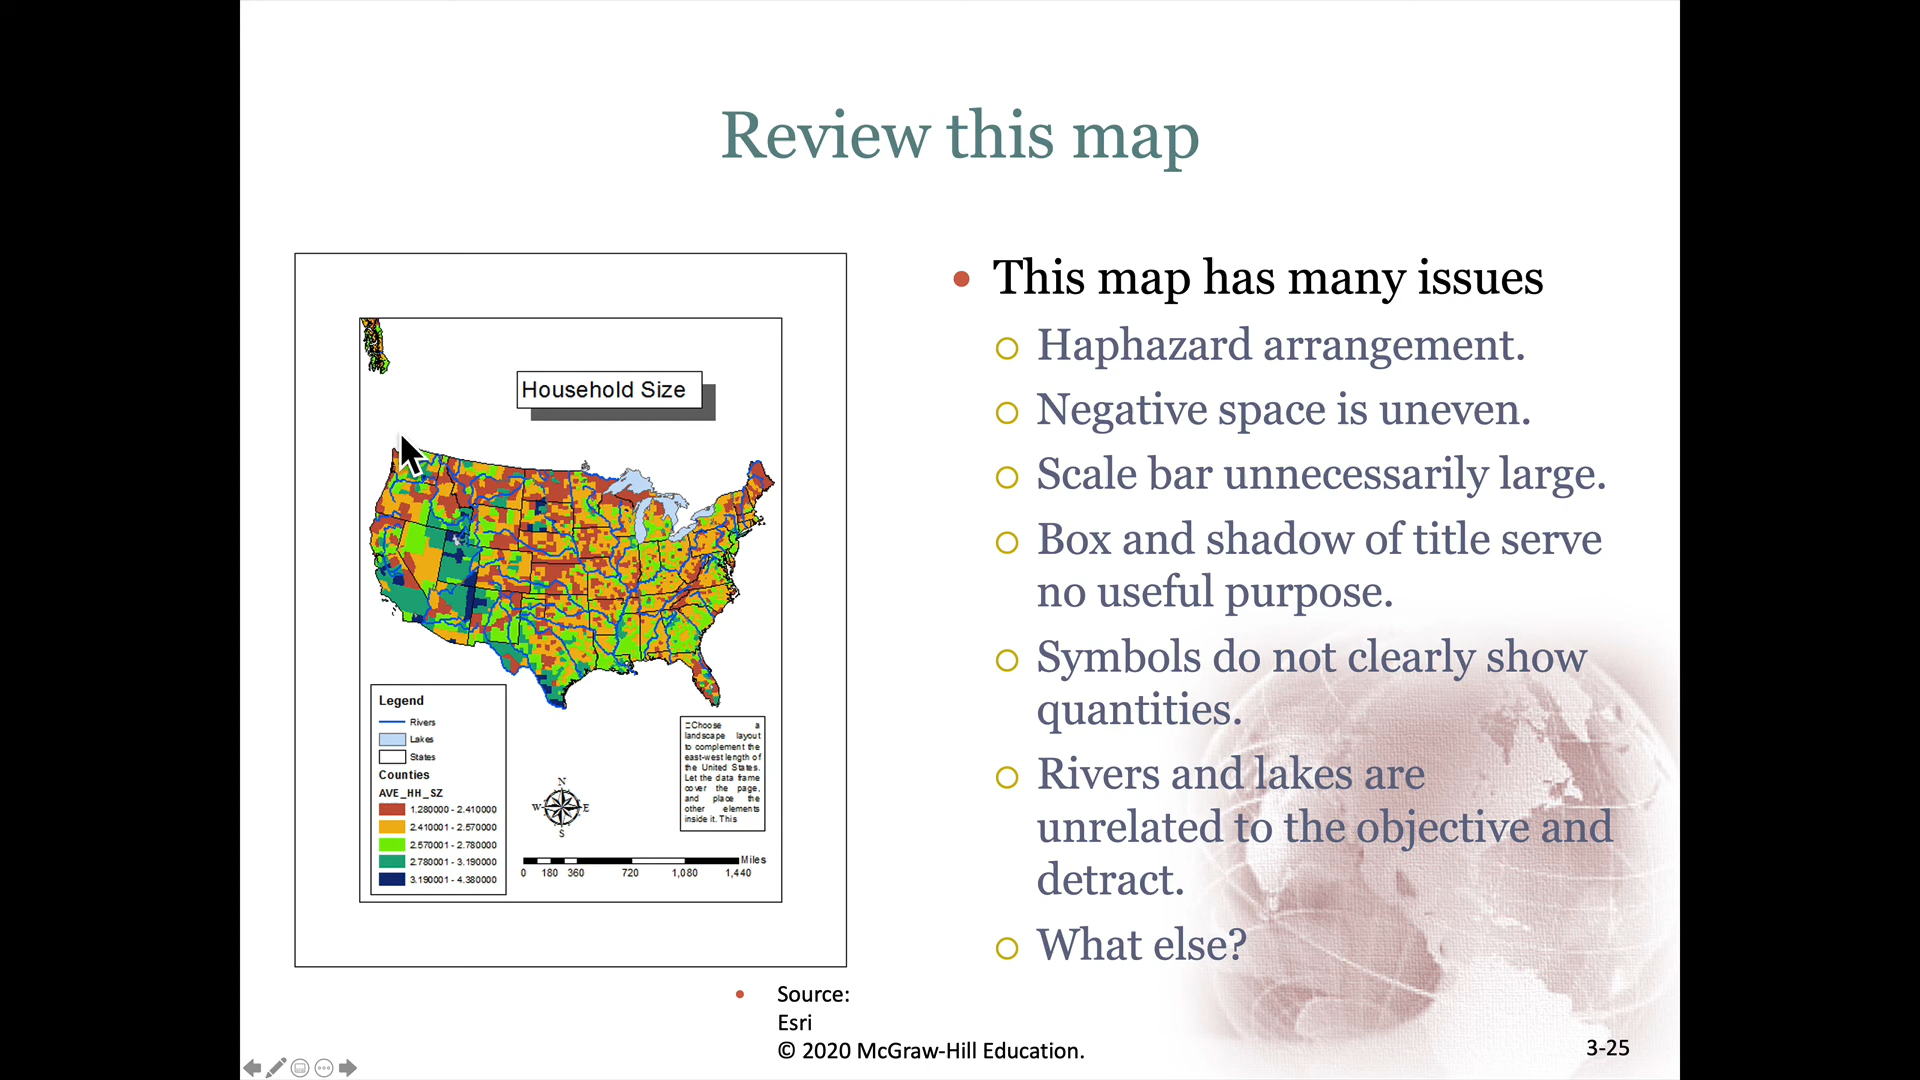 Review this map
Household Size
Legend
Rivers
Lakes
States
Counties
AVE_HH_SZ
1.280000 - 2.410000
2.410001 - 2.570000
2.570001 - 2.780000
2.780001 - 3.190000
3.190001 - 4.380000
N
W E
S
Choose a
landscape layout
to complement the
east-west length of
the United States.
Let the data frame
cover the page,
and place the
other elements
inside it. This
Miles
0 180 360 720 1,080 1,440
• This map has many issues
○ Haphazard arrangement.
○ Negative space is uneven.
○ Scale bar unnecessarily large.
○ Box and shadow of title serve
no useful purpose.
○ Symbols do not clearly show
quantities.
○ Rivers and lakes are
unrelated to the objective and
detract.
○ What else?
• Source:
Esri
© 2020 McGraw-Hill Education.
3-25